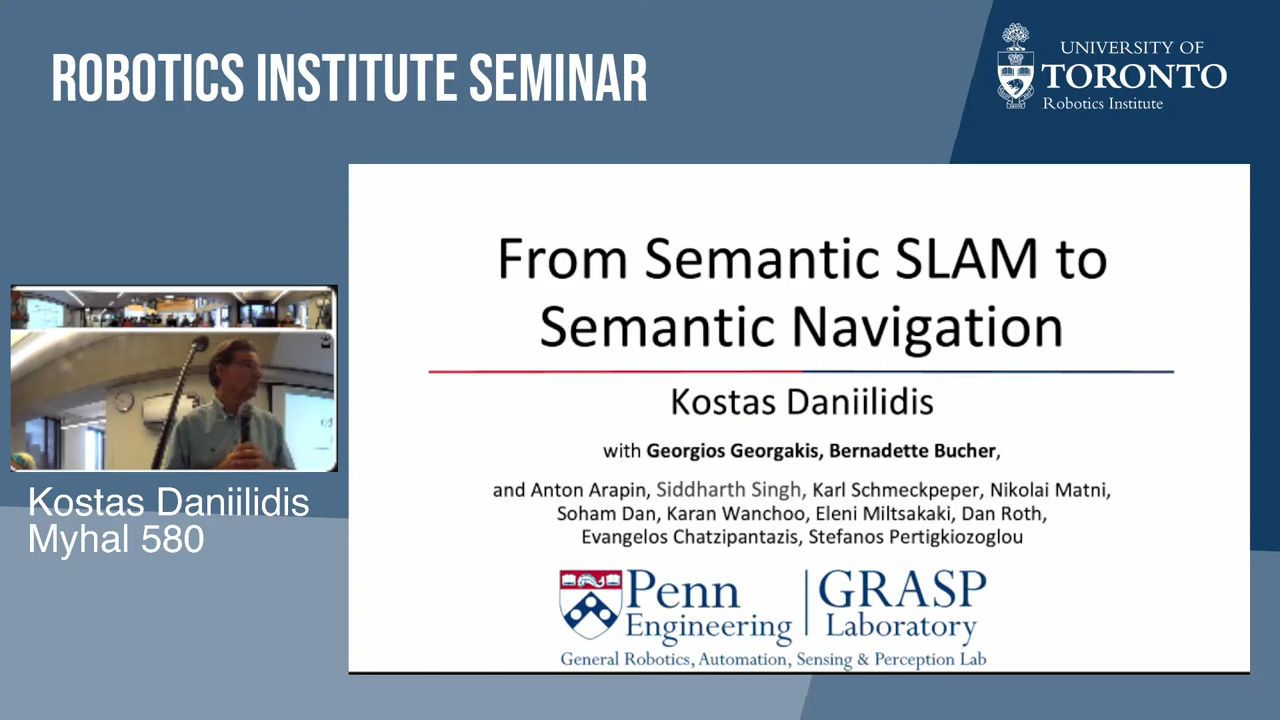 ROBOTICS INSTITUTE SEMINAR
UNIVERSITY OF
TORONTO
Robotics Institute
From Semantic SLAM to
Semantic Navigation
Kostas Daniilidis
with Georgios Georgakis, Bernadette Bucher,
and Anton Arapin, Siddharth Singh, Karl Schmeckpeper, Nikolai Matni,
Soham Dan, Karan Wanchoo, Eleni Miltsakaki, Dan Roth,
Evangelos Chatzipantazis, Stefanos Pertigkiozoglou
Penn
Engineering
GRASP
Laboratory
General Robotics, Automation, Sensing & Perception Lab
Kostas Daniilidis
Myhal 580